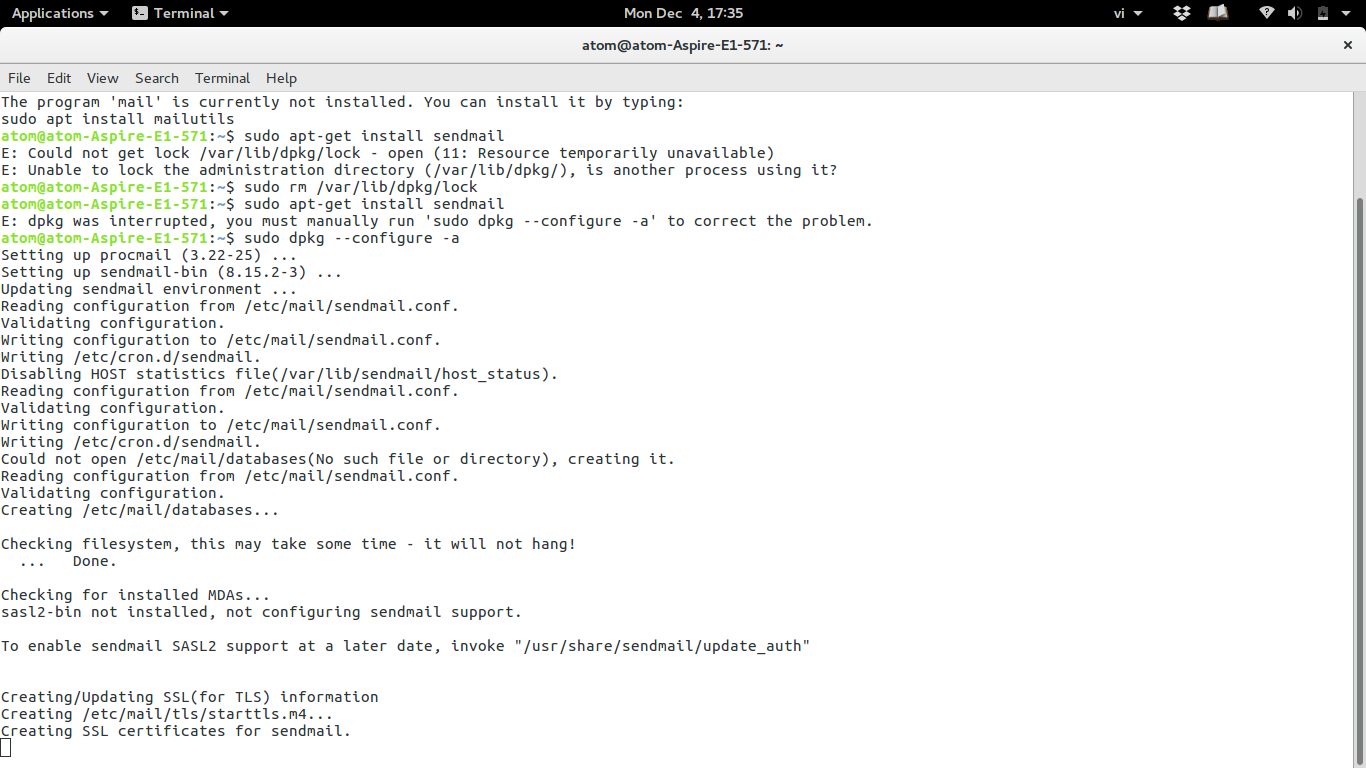 Applications
Terminal
Mon Dec 4, 17:35
vi
atom@atom-Aspire-E1-571: ~
File Edit View Search Terminal Help
The program 'mail' is currently not installed. You can install it by typing:
sudo apt install mailutils
atom@atom-Aspire-E1-571:~$ sudo apt-get install sendmail
E: Could not get lock /var/lib/dpkg/lock - open (11: Resource temporarily unavailable)
E: Unable to lock the administration directory (/var/lib/dpkg/), is another process using it?
atom@atom-Aspire-E1-571:~$ sudo rm /var/lib/dpkg/lock
atom@atom-Aspire-E1-571:~$ sudo apt-get install sendmail
E: dpkg was interrupted, you must manually run 'sudo dpkg --configure -a' to correct the problem.
atom@atom-Aspire-E1-571:~$ sudo dpkg --configure -a
Setting up procmail (3.22-25) ...
Setting up sendmail-bin (8.15.2-3) ...
Updating sendmail environment ...
Reading configuration from /etc/mail/sendmail.conf.
Validating configuration.
Writing configuration to /etc/mail/sendmail.conf.
Writing /etc/cron.d/sendmail.
Disabling HOST statistics file(/var/lib/sendmail/host_status).
Reading configuration from /etc/mail/sendmail.conf.
Validating configuration.
Writing configuration to /etc/mail/sendmail.conf.
Writing /etc/cron.d/sendmail.
Could not open /etc/mail/databases(No such file or directory), creating it.
Reading configuration from /etc/mail/sendmail.conf.
Validating configuration.
Creating /etc/mail/databases...
Checking filesystem, this may take some time - it will not hang!
  ...   Done.
Checking for installed MDAs...
sasl2-bin not installed, not configuring sendmail support.
To enable sendmail SASL2 support at a later date, invoke "/usr/share/sendmail/update_auth"
Creating/Updating SSL(for TLS) information
Creating /etc/mail/tls/starttls.m4...
Creating SSL certificates for sendmail.